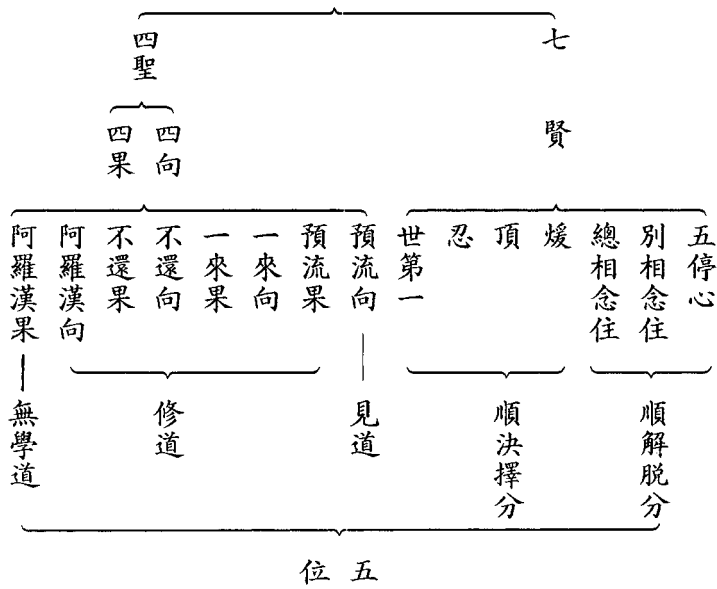 七賢
四聖
四向
四果
五停心
別相念住
總相念住
煖
頂
忍
世第一
預流向
預流果
一來向
一來果
不還向
不還果
阿羅漢向
阿羅漢果
順解脫分
順決擇分
見道
修道
無學道
五位